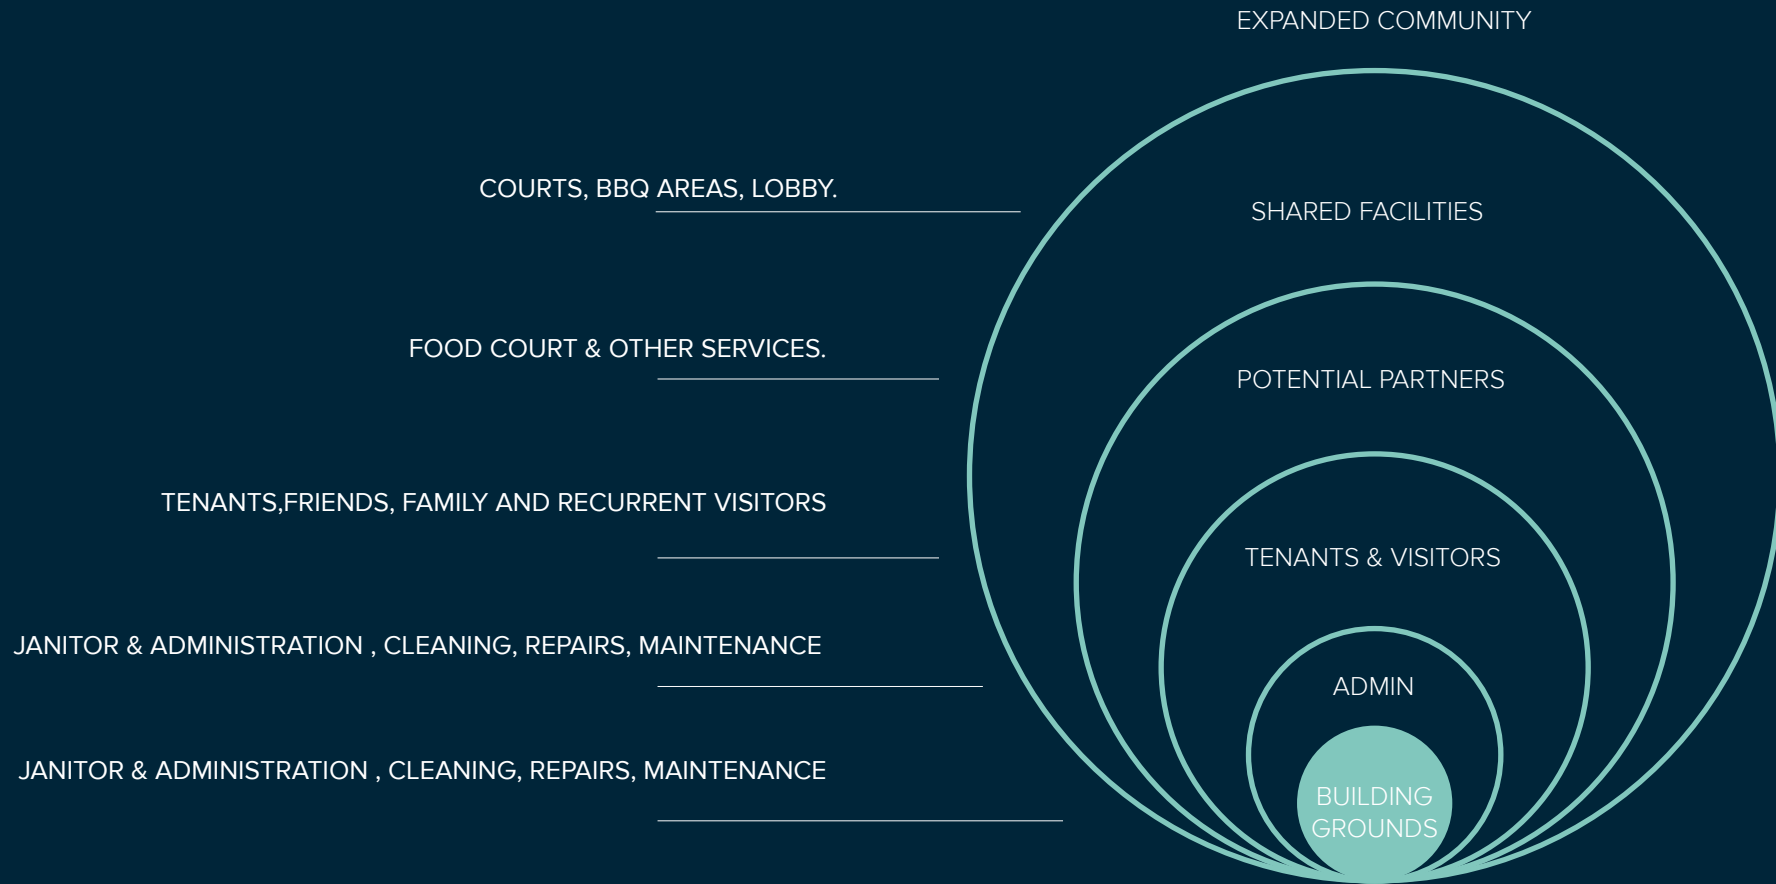 EXPANDED COMMUNITY
COURTS, BBQ AREAS, LOBBY.
SHARED FACILITIES
FOOD COURT & OTHER SERVICES.
POTENTIAL PARTNERS
TENANTS,FRIENDS, FAMILY AND RECURRENT VISITORS
TENANTS & VISITORS
JANITOR & ADMINISTRATION , CLEANING, REPAIRS, MAINTENANCE
ADMIN
JANITOR & ADMINISTRATION , CLEANING, REPAIRS, MAINTENANCE
BUILDING
GROUNDS